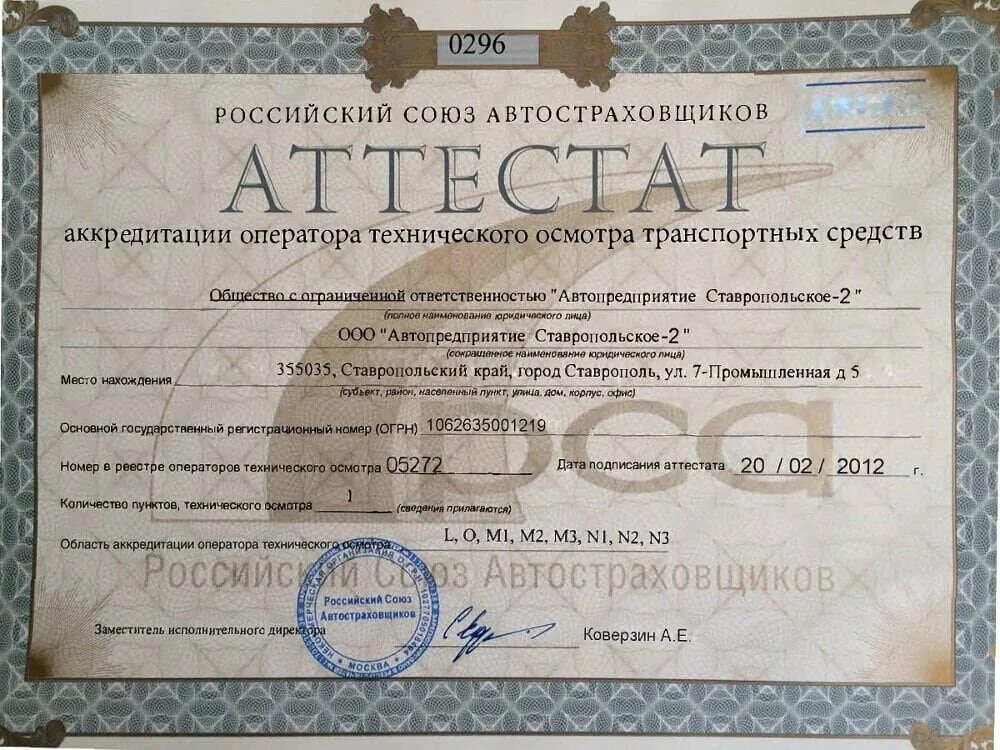 0296
РОССИЙСКИЙ СОЮЗ АВТОСТРАХОВЩИКОВ
АТТЕСТАТ
аккредитации оператора технического осмотра транспортных средств
Общество с ограниченной ответственностью "Автопредприятие Ставропольское-2"
(полное наименование юридического лица)
ООО "Автопредприятие Ставропольское-2"
(сокращенное наименование юридического лица)
Место нахождения 355035, Ставропольский край, город Ставрополь, ул. 7-Промышленная д 5
(субъект, район, населенный пункт, улица, дом, корпус, офис)
Основной государственный регистрационный номер (ОГРН) 1062635001219
Номер в реестре операторов технического осмотра 05272 Дата подписания аттестата 20 / 02 / 2012 г.
Количество пунктов, технического осмотра 1 (сведения прилагаются)
Область аккредитации оператора технического осмотра L, O, M1, M2, M3, N1, N2, N3
рса
Российский Союз Автостраховщиков
Российский Союз
Автостраховщиков
МОСКВА
Заместитель исполнительного директора Коверзин А.Е.